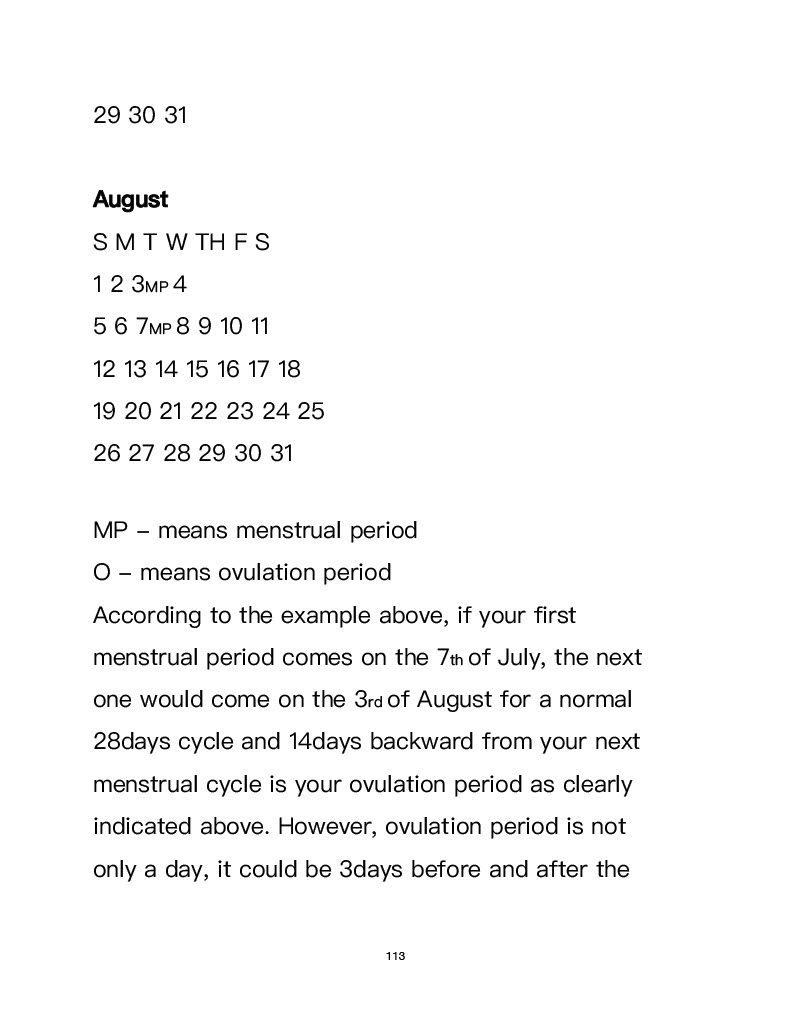 29 30 31
August
S M T W TH F S
1 2 3MP 4
5 6 7MP 8 9 10 11
12 13 14 15 16 17 18
19 20 21 22 23 24 25
26 27 28 29 30 31
MP – means menstrual period
O – means ovulation period
According to the example above, if your first
menstrual period comes on the 7th of July, the next
one would come on the 3rd of August for a normal
28days cycle and 14days backward from your next
menstrual cycle is your ovulation period as clearly
indicated above. However, ovulation period is not
only a day, it could be 3days before and after the
113